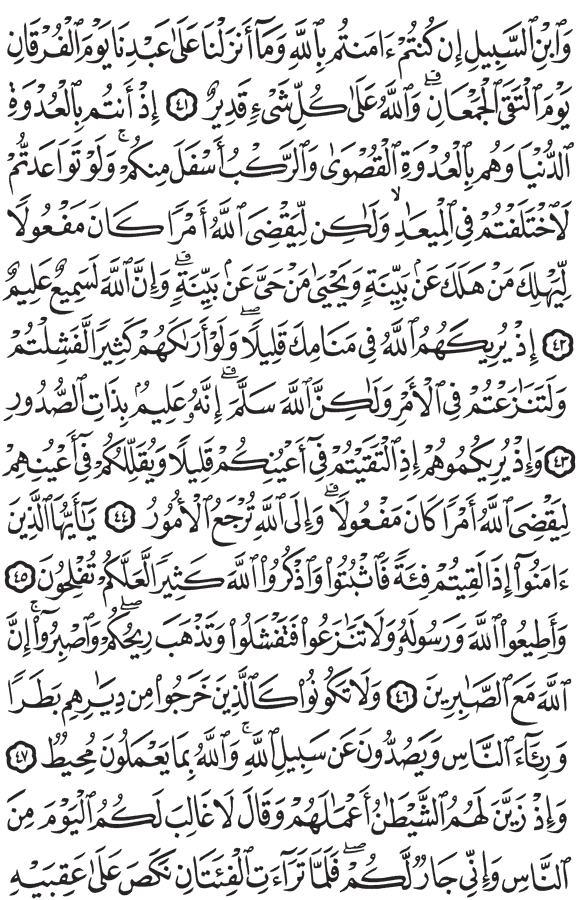 وَٱبۡنِ ٱلسَّبِيلِ إِن كُنتُمۡ ءَامَنتُم بِٱللَّهِ وَمَآ أَنزَلۡنَا عَلَىٰ عَبۡدِنَا يَوۡمَ ٱلۡفُرۡقَانِ
يَوۡمَ ٱلۡتَقَى ٱلۡجَمۡعَانِۗ وَٱللَّهُ عَلَىٰ كُلِّ شَيۡءٖ قَدِيرٌ ٤١ إِذۡ أَنتُم بِٱلۡعُدۡوَةِ
ٱلدُّنۡيَا وَهُم بِٱلۡعُدۡوَةِ ٱلۡقُصۡوَىٰ وَٱلرَّكۡبُ أَسۡفَلَ مِنكُمۡۚ وَلَوۡ تَوَاعَدتُّمۡ
لَٱخۡتَلَفۡتُمۡ فِي ٱلۡمِيعَٰدِ وَلَٰكِن لِّيَقۡضِيَ ٱللَّهُ أَمۡرٗا كَانَ مَفۡعُولٗا
لِّيَهۡلِكَ مَنۡ هَلَكَ عَنۢ بَيِّنَةٖ وَيَحۡيَىٰ مَنۡ حَيَّ عَنۢ بَيِّنَةٖۗ وَإِنَّ ٱللَّهَ لَسَمِيعٌ عَلِيمٌ
٤٢ إِذۡ يُرِيكَهُمُ ٱللَّهُ فِي مَنَامِكَ قَلِيلٗاۖ وَلَوۡ أَرَىٰكَهُمۡ كَثِيرٗا لَّفَشِلۡتُمۡ
وَلَتَنَٰزَعۡتُمۡ فِي ٱلۡأَمۡرِ وَلَٰكِنَّ ٱللَّهَ سَلَّمَۗ إِنَّهُۥ عَلِيمُۢ بِذَاتِ ٱلصُّدُورِ
٤٣ وَإِذۡ يُرِيكُمُوهُمۡ إِذِ ٱلۡتَقَيۡتُمۡ فِيٓ أَعۡيُنِكُمۡ قَلِيلٗا وَيُقَلِّلُكُمۡ فِيٓ أَعۡيُنِهِمۡ
لِيَقۡضِيَ ٱللَّهُ أَمۡرٗا كَانَ مَفۡعُولٗاۗ وَإِلَى ٱللَّهِ تُرۡجَعُ ٱلۡأُمُورُ ٤٤ يَٰٓأَيُّهَا ٱلَّذِينَ
ءَامَنُوٓاْ إِذَا لَقِيتُمۡ فِئَةٗ فَٱثۡبُتُواْ وَٱذۡكُرُواْ ٱللَّهَ كَثِيرٗا لَّعَلَّكُمۡ تُفۡلِحُونَ ٤٥
وَأَطِيعُواْ ٱللَّهَ وَرَسُولَهُۥ وَلَا تَنَٰزَعُواْ فَتَفۡشَلُواْ وَتَذۡهَبَ رِيحُكُمۡۖ وَٱصۡبِرُوٓاْۚ إِنَّ
ٱللَّهَ مَعَ ٱلصَّٰبِرِينَ ٤٦ وَلَا تَكُونُواْ كَٱلَّذِينَ خَرَجُواْ مِن دِيَٰرِهِم بَطَرٗا
وَرِئَآءَ ٱلنَّاسِ وَيَصُدُّونَ عَن سَبِيلِ ٱللَّهِۚ وَٱللَّهُ بِمَا يَعۡمَلُونَ مُحِيطٞ ٤٧
وَإِذۡ زَيَّنَ لَهُمُ ٱلشَّيۡطَٰنُ أَعۡمَٰلَهُمۡ وَقَالَ لَا غَالِبَ لَكُمُ ٱلۡيَوۡمَ مِنَ
ٱلنَّاسِ وَإِنِّي جَارٞ لَّكُمۡۖ فَلَمَّا تَرَآءَتِ ٱلۡفِئَتَانِ نَكَصَ عَلَىٰ عَقِبَيۡهِ